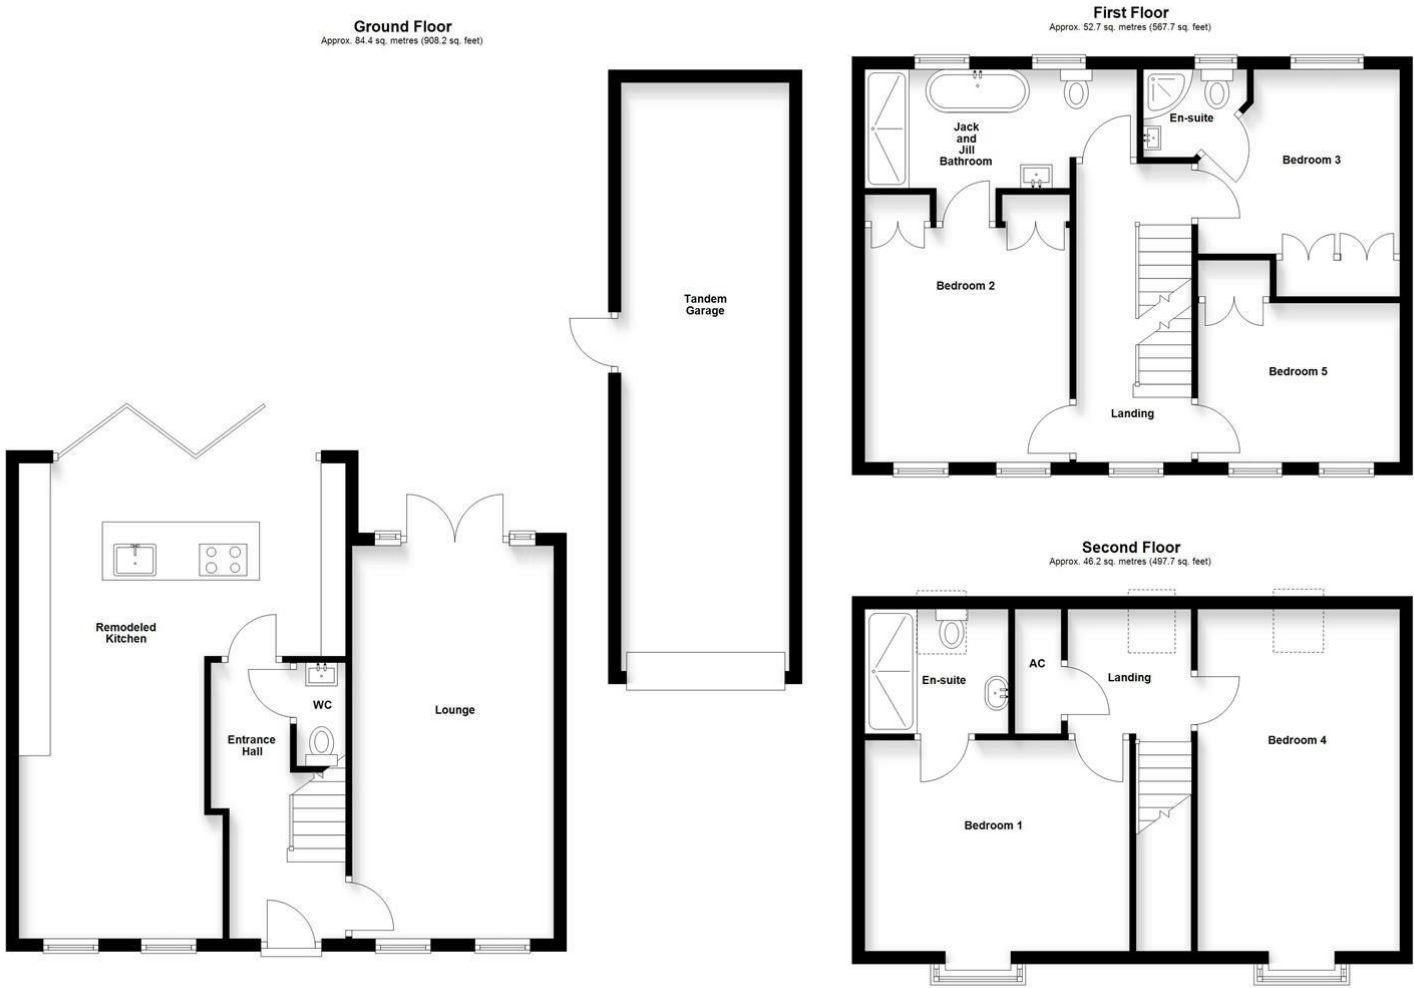 Ground Floor
Approx. 84.4 sq. metres (908.2 sq. feet)
Tandem
Garage
Remodeled
Kitchen
WC
Entrance
Hall
Lounge
First Floor
Approx. 52.7 sq. metres (567.7 sq. feet)
Jack
and
Jill
Bathroom
En-suite
Bedroom 3
Bedroom 2
Bedroom 5
Landing
Second Floor
Approx. 46.2 sq. metres (497.7 sq. feet)
En-suite
AC
Landing
Bedroom 4
Bedroom 1